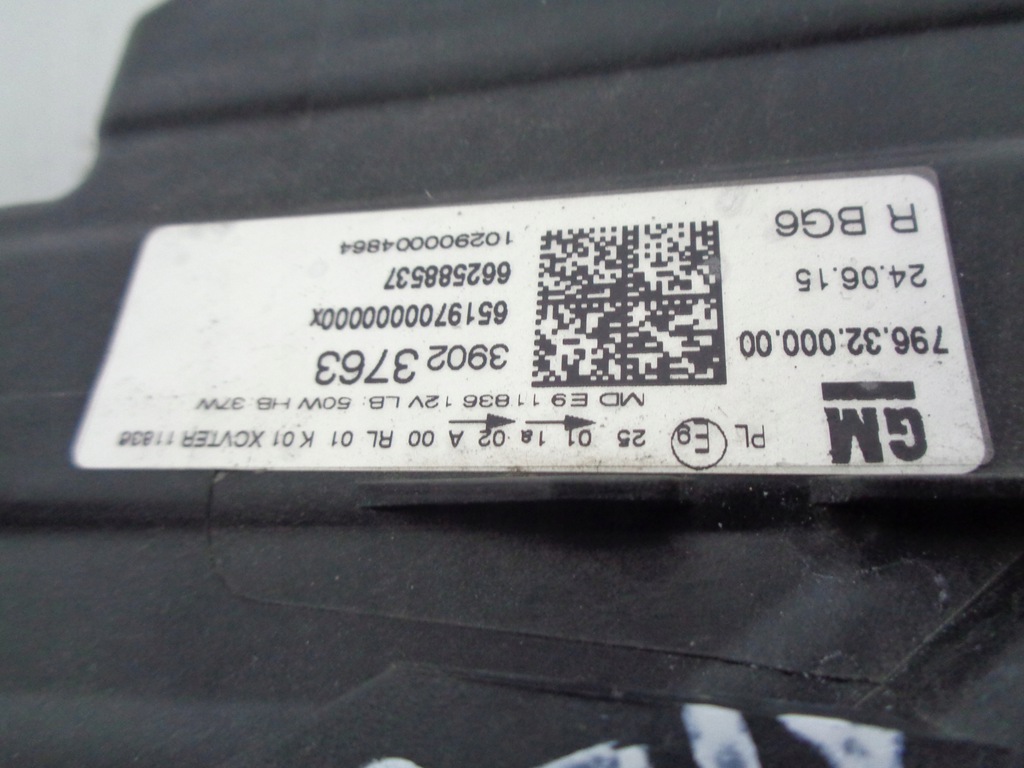 GM
PL E9 25 01 1a 02 A 00 RL 01 K 01 XCVTER 11836
MD E9 11836 12V LB: 50W HB: 37W
796.32.000.00
3902 3763
24.06.15
651970000000x
662588537
R BG6
102900004864